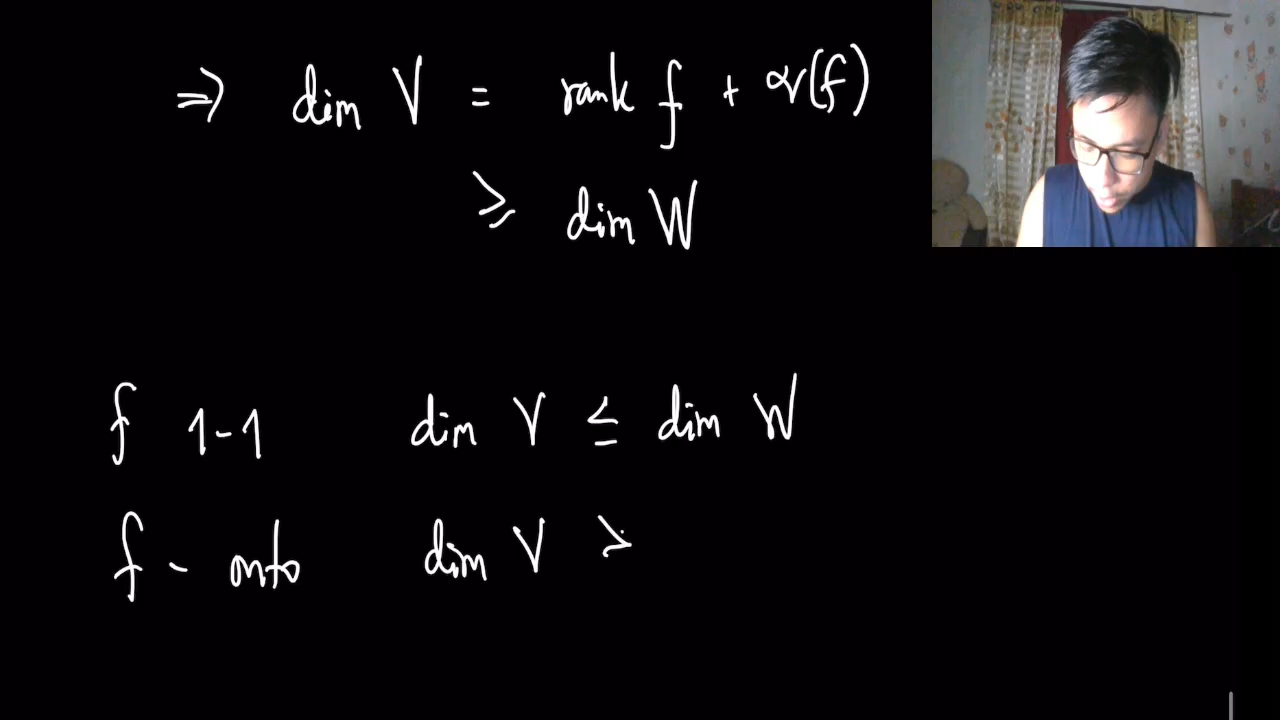 ⇒ dim V = rank f + ν(f)
≥ dim W
f 1-1 dim V ≤ dim W
f - onto dim V >